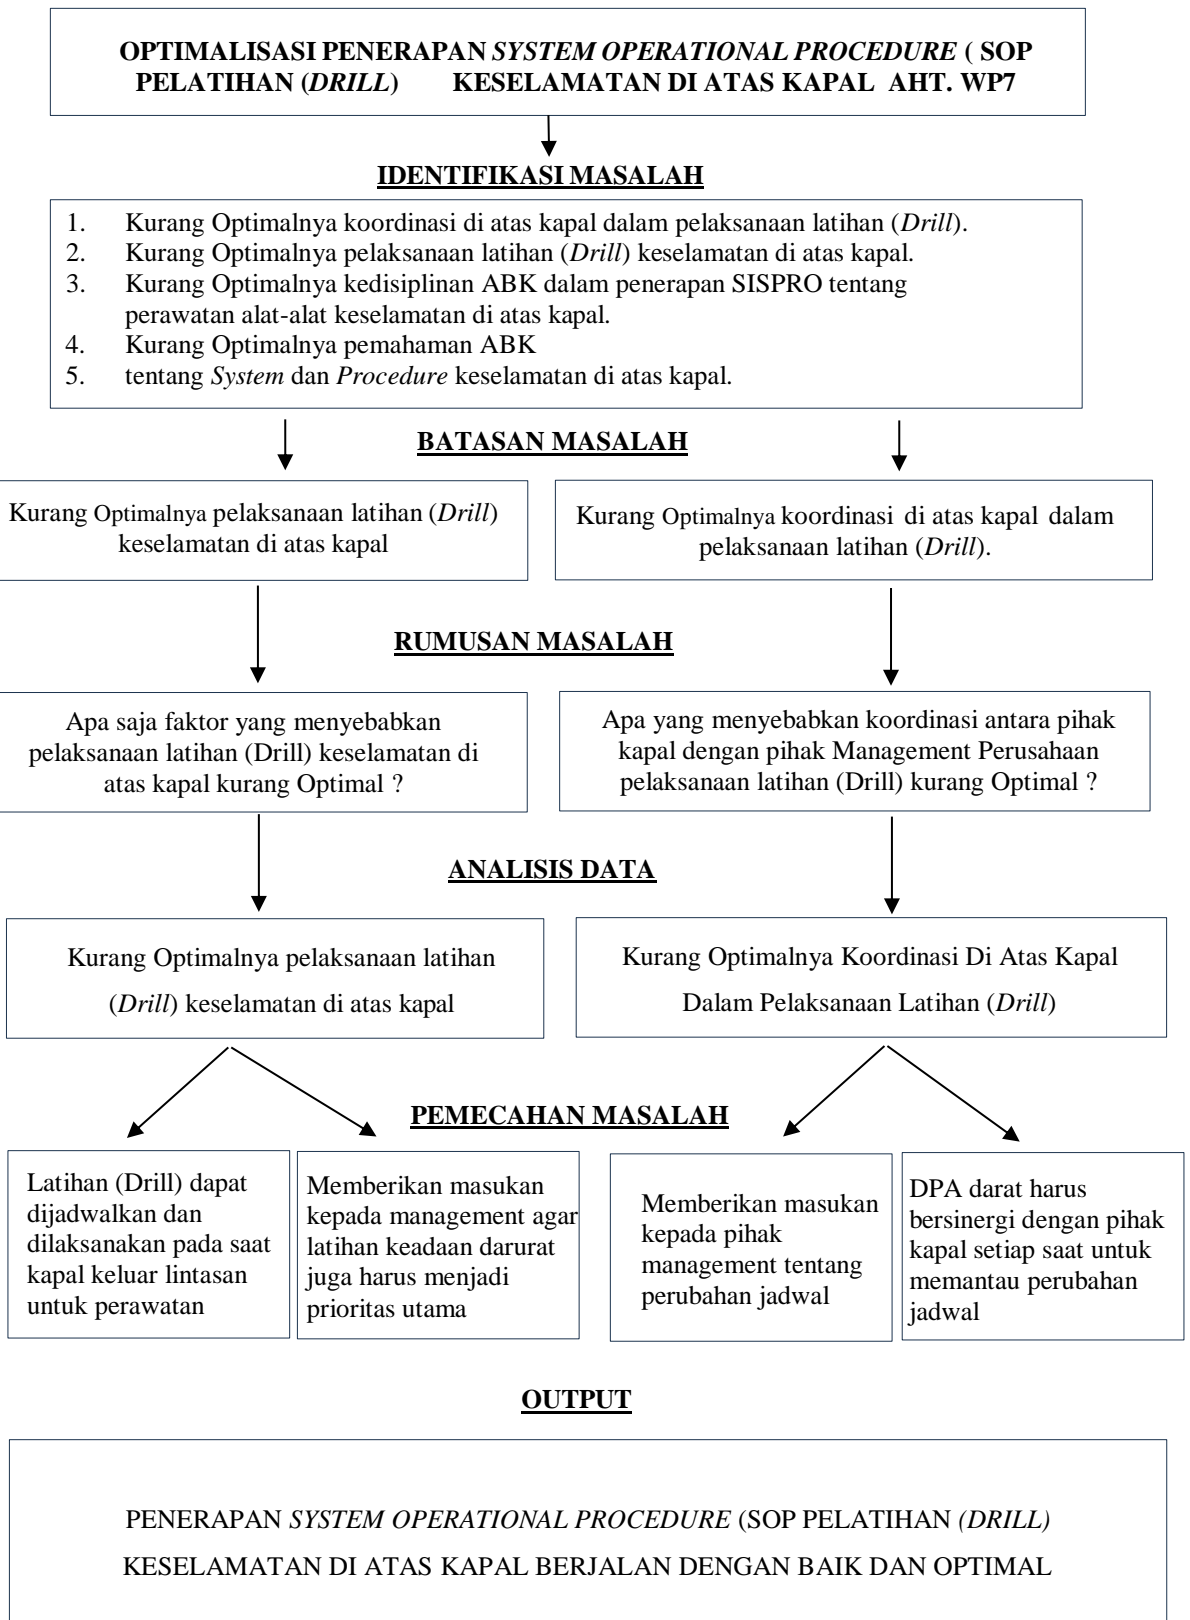 OPTIMALISASI PENERAPAN SYSTEM OPERATIONAL PROCEDURE ( SOP
PELATIHAN (DRILL) KESELAMATAN DI ATAS KAPAL AHT. WP7
IDENTIFIKASI MASALAH
1. Kurang Optimalnya koordinasi di atas kapal dalam pelaksanaan latihan (Drill).
2. Kurang Optimalnya pelaksanaan latihan (Drill) keselamatan di atas kapal.
3. Kurang Optimalnya kedisiplinan ABK dalam penerapan SISPRO tentang
perawatan alat-alat keselamatan di atas kapal.
4. Kurang Optimalnya pemahaman ABK
5. tentang System dan Procedure keselamatan di atas kapal.
BATASAN MASALAH
Kurang Optimalnya pelaksanaan latihan (Drill)
keselamatan di atas kapal
Kurang Optimalnya koordinasi di atas kapal dalam
pelaksanaan latihan (Drill).
RUMUSAN MASALAH
Apa saja faktor yang menyebabkan
pelaksanaan latihan (Drill) keselamatan di
atas kapal kurang Optimal ?
Apa yang menyebabkan koordinasi antara pihak
kapal dengan pihak Management Perusahaan
pelaksanaan latihan (Drill) kurang Optimal ?
ANALISIS DATA
Kurang Optimalnya pelaksanaan latihan
(Drill) keselamatan di atas kapal
Kurang Optimalnya Koordinasi Di Atas Kapal
Dalam Pelaksanaan Latihan (Drill)
PEMECAHAN MASALAH
Latihan (Drill) dapat
dijadwalkan dan
dilaksanakan pada saat
kapal keluar lintasan
untuk perawatan
Memberikan masukan
kepada management agar
latihan keadaan darurat
juga harus menjadi
prioritas utama
Memberikan masukan
kepada pihak
management tentang
perubahan jadwal
DPA darat harus
bersinergi dengan pihak
kapal setiap saat untuk
memantau perubahan
jadwal
OUTPUT
PENERAPAN SYSTEM OPERATIONAL PROCEDURE (SOP PELATIHAN (DRILL)
KESELAMATAN DI ATAS KAPAL BERJALAN DENGAN BAIK DAN OPTIMAL